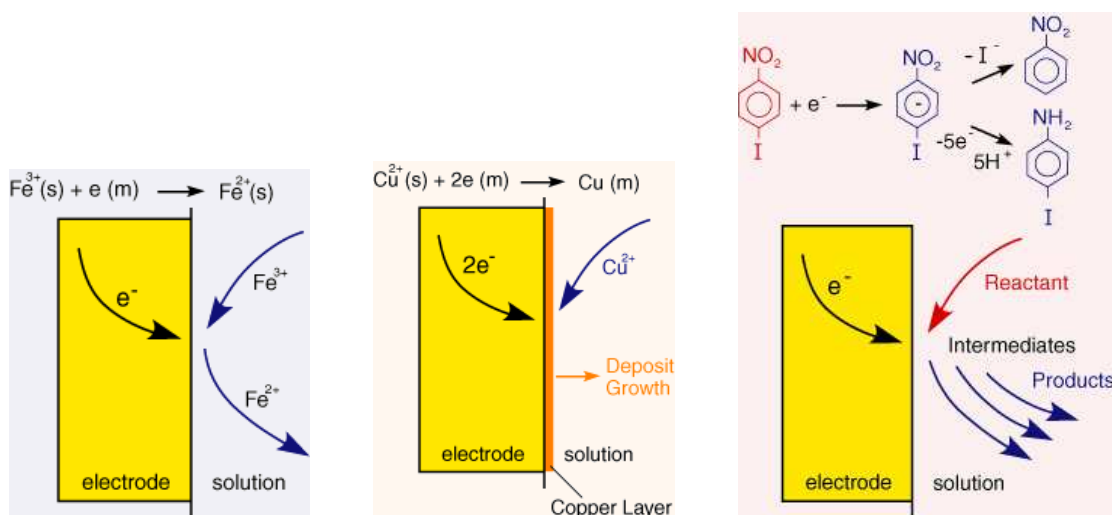 Fe³⁺(s) + e (m) → Fe²⁺(s)
e⁻
Fe³⁺
Fe²⁺
electrode
solution
Cu²⁺(s) + 2e (m) → Cu (m)
2e⁻
Cu²⁺
Deposit
Growth
electrode
solution
Copper Layer
NO₂
I
+ e⁻ →
NO₂
-
I
- I⁻
NO₂
-5e⁻
5H⁺
NH₂
I
e⁻
Reactant
Intermediates
Products
electrode
solution